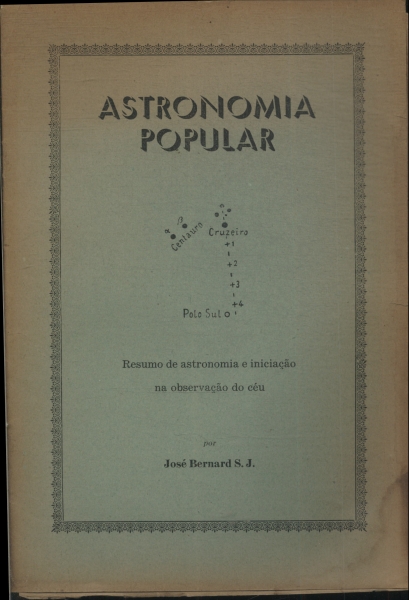 ASTRONOMIA
POPULAR
α β
Centauro
Cruzeiro
+1
+2
+3
+4
Polo Sul
Resumo de astronomia e iniciação
na observação do céu
por
José Bernard S. J.